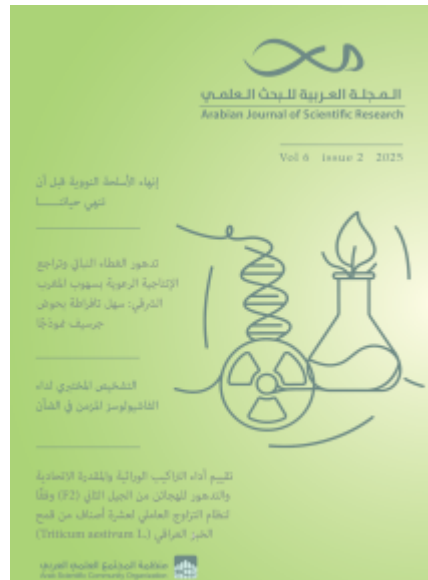 المجلة العربية للبحث العلمي
Arabian Journal of Scientific Research
Vol 6 issue 2 2025
إنهاء الأسلحة النووية قبل أن
تنهي حياتنـــــا
تدهور الغطاء النباتي وتراجع
الإنتاجية الرعوية بسهوب المغرب
الشرقي: سهل تافراطة بحوض
جرسيف نموذجًا
التشخيص المختبري لداء
الفاشيولوسز المزمن في الضأن
تقييم أداء التراكيب الوراثية والمقدرة الاتحادية
والتدهور للهجائن من الجيل الثاني (F2) وفقًا
لنظام التزاوج العاملي لعشرة أصناف من قمح
الخبز العراقي (Triticum aestivum L.)
منظمة المجتمع العلمي العربي
Arab Scientific Community Organization